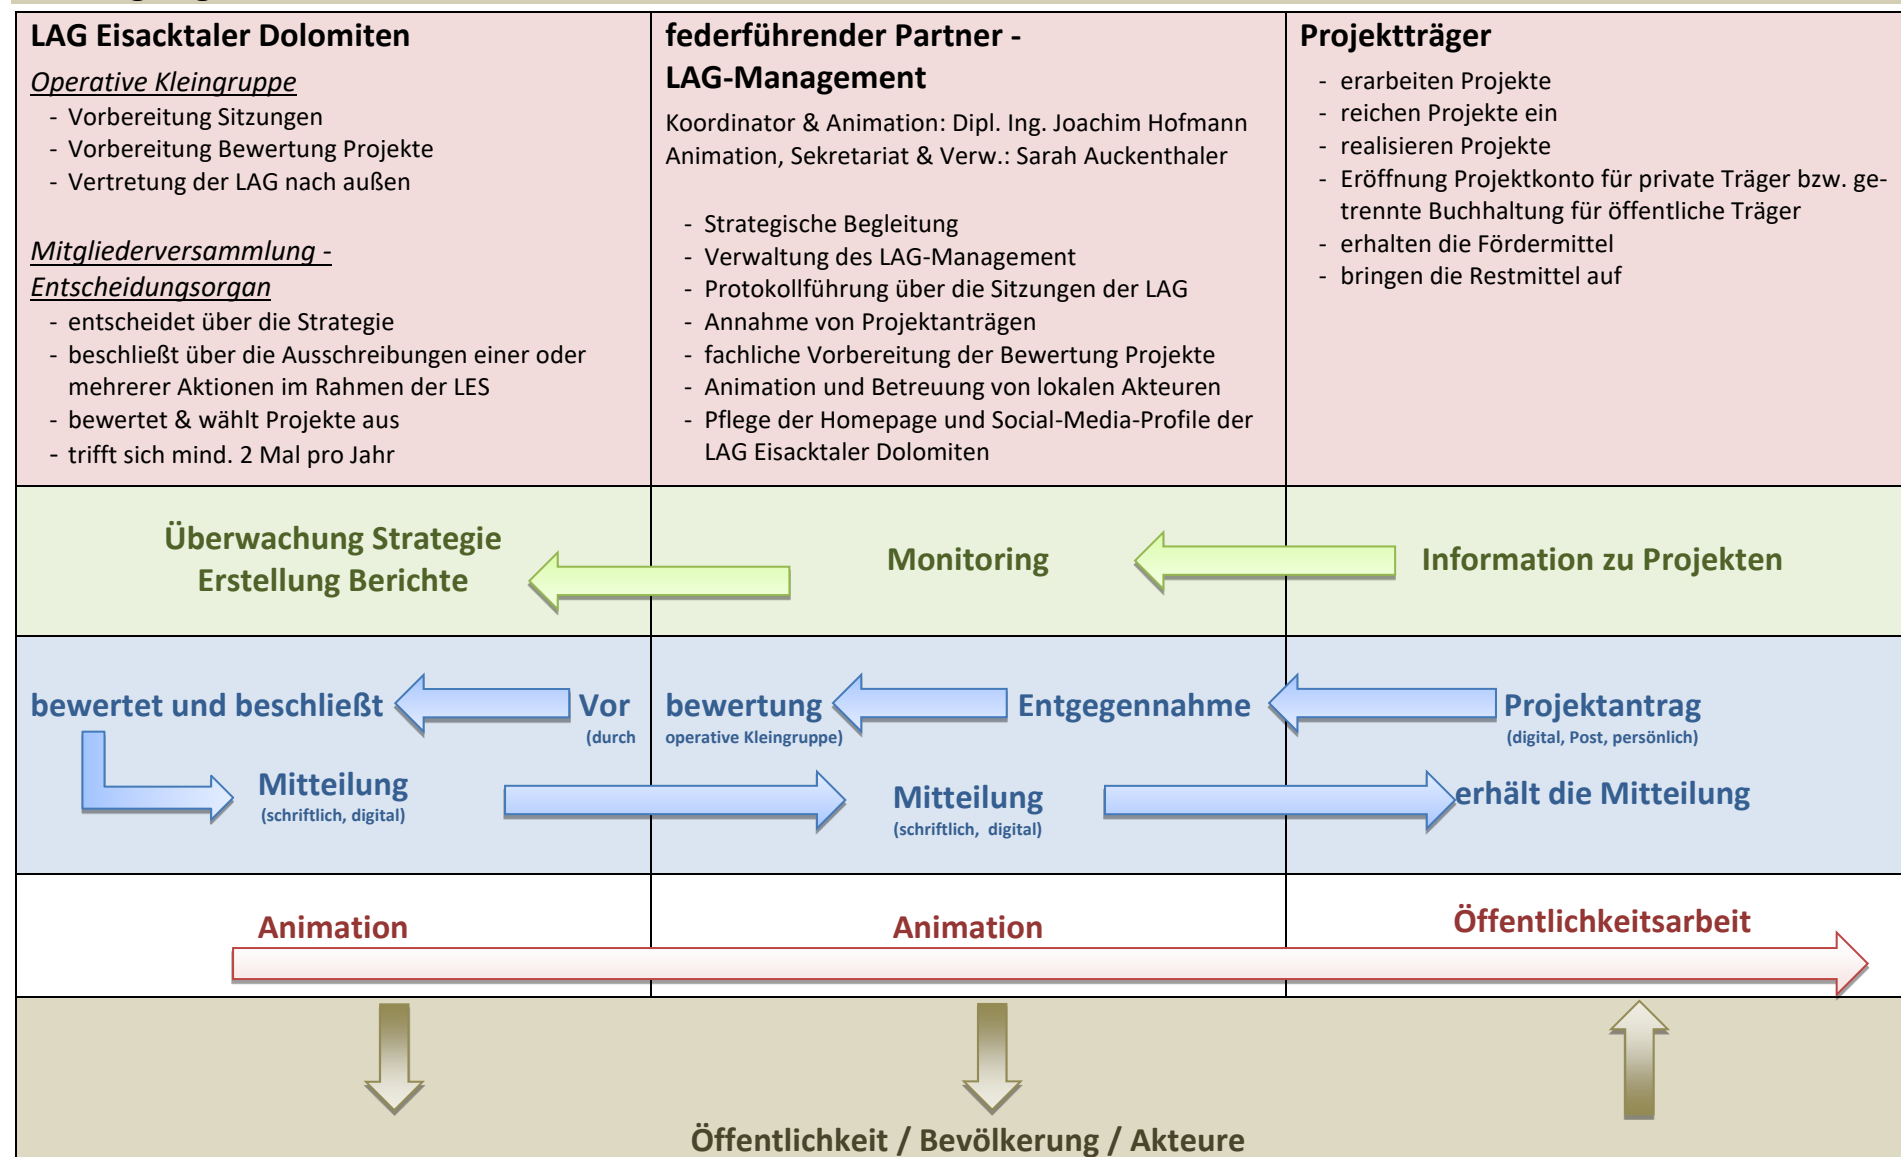 LAG Eisacktaler Dolomiten
Operative Kleingruppe
- Vorbereitung Sitzungen
- Vorbereitung Bewertung Projekte
- Vertretung der LAG nach außen
Mitgliederversammlung -
Entscheidungsorgan
- entscheidet über die Strategie
- beschließt über die Ausschreibungen einer oder
mehrerer Aktionen im Rahmen der LES
- bewertet & wählt Projekte aus
- trifft sich mind. 2 Mal pro Jahr
federführender Partner -
LAG-Management
Koordinator & Animation: Dipl. Ing. Joachim Hofmann
Animation, Sekretariat & Verw.: Sarah Auckenthaler
- Strategische Begleitung
- Verwaltung des LAG-Management
- Protokollführung über die Sitzungen der LAG
- Annahme von Projektanträgen
- fachliche Vorbereitung der Bewertung Projekte
- Animation und Betreuung von lokalen Akteuren
- Pflege der Homepage und Social-Media-Profile der
LAG Eisacktaler Dolomiten
Projektträger
- erarbeiten Projekte
- reichen Projekte ein
- realisieren Projekte
- Eröffnung Projektkonto für private Träger bzw. ge-
trennte Buchhaltung für öffentliche Träger
- erhalten die Fördermittel
- bringen die Restmittel auf
Überwachung Strategie
Erstellung Berichte
Monitoring
Information zu Projekten
bewertet und beschließt
Vor
(durch
bewertung
operative Kleingruppe)
Entgegennahme
Projektantrag
(digital, Post, persönlich)
Mitteilung
(schriftlich, digital)
Mitteilung
(schriftlich, digital)
erhält die Mitteilung
Animation
Animation
Öffentlichkeitsarbeit
Öffentlichkeit / Bevölkerung / Akteure